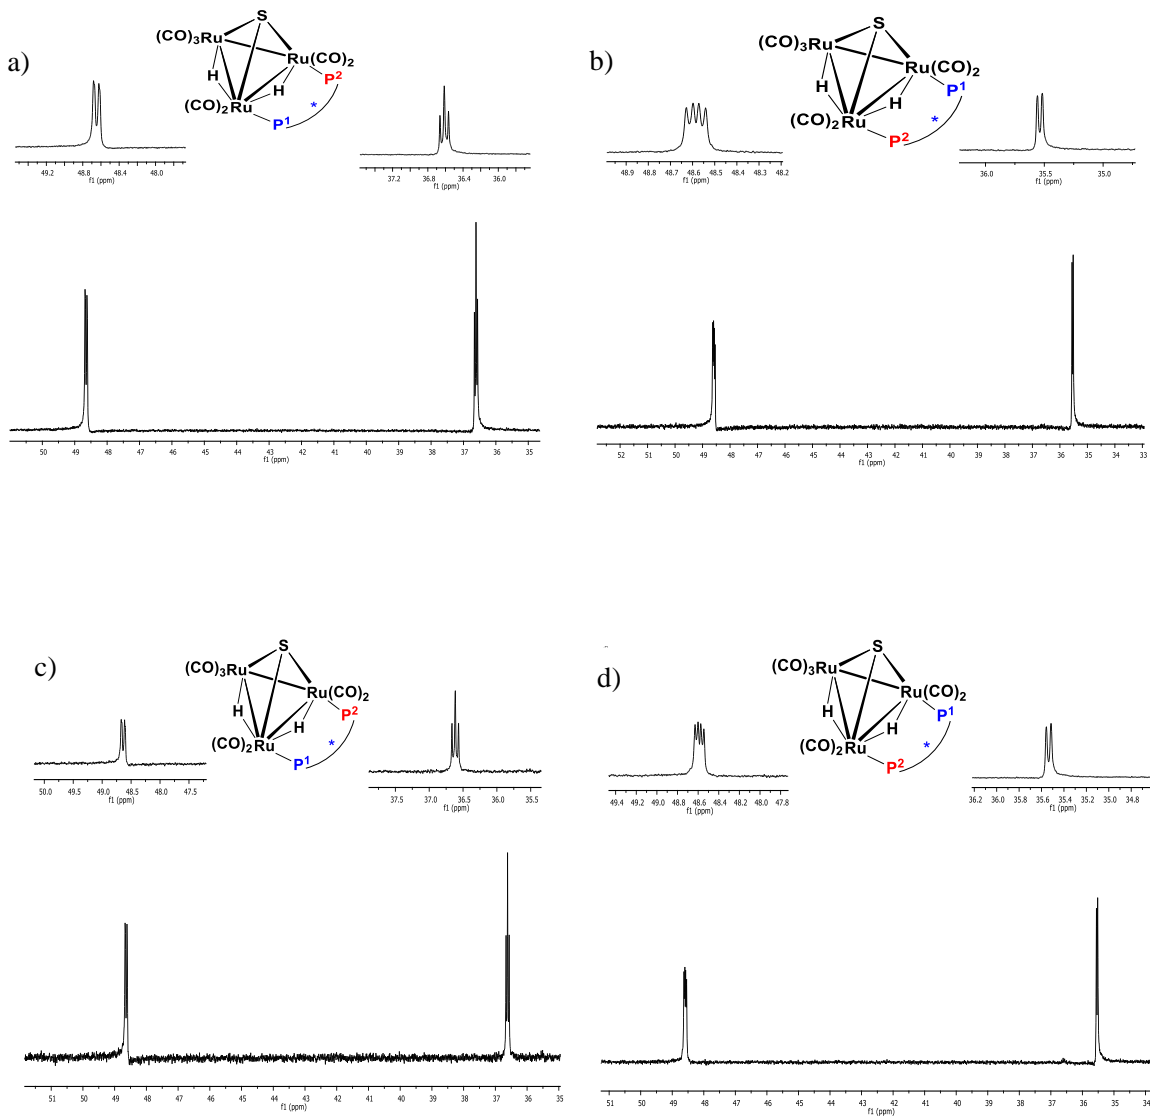 a)
S
(CO)₃Ru
Ru(CO)₂
H
H
P²
(CO)₂Ru
*
P¹
49.2 48.8 48.4 48.0
f1 (ppm)
37.2 36.8 36.4 36.0
f1 (ppm)
50 49 48 47 46 45 44 43 42 41 40 39 38 37 36 35
f1 (ppm)
b)
S
(CO)₃Ru
Ru(CO)₂
H
H
P¹
(CO)₂Ru
*
P²
48.9 48.8 48.7 48.6 48.5 48.4 48.3 48.2
f1 (ppm)
36.0 35.5 35.0
f1 (ppm)
52 51 50 49 48 47 46 45 44 43 42 41 40 39 38 37 36 35 34 33
f1 (ppm)
c)
S
(CO)₃Ru
Ru(CO)₂
H
H
P²
(CO)₂Ru
*
P¹
50.0 49.5 49.0 48.5 48.0 47.5
f1 (ppm)
37.5 37.0 36.5 36.0 35.5
f1 (ppm)
51 50 49 48 47 46 45 44 43 42 41 40 39 38 37 36 35
f1 (ppm)
d)
S
(CO)₃Ru
Ru(CO)₂
H
H
P¹
(CO)₂Ru
*
P²
49.4 49.2 49.0 48.8 48.6 48.4 48.2 48.0 47.8
f1 (ppm)
36.2 36.0 35.8 35.6 35.4 35.2 35.0 34.8
f1 (ppm)
51 50 49 48 47 46 45 44 43 42 41 40 39 38 37 36 35 34
f1 (ppm)